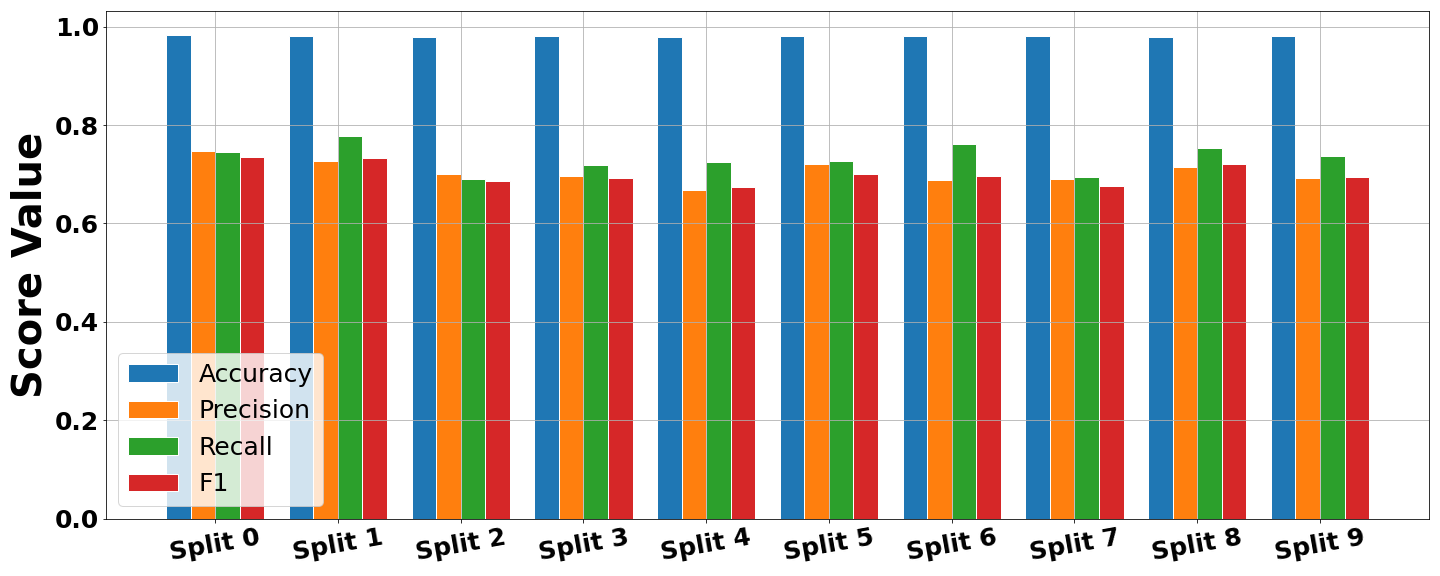 Score Value
1.0
0.8
0.6
0.4
0.2
0.0
Accuracy
Precision
Recall
F1
Split 0 Split 1 Split 2 Split 3 Split 4 Split 5 Split 6 Split 7 Split 8 Split 9